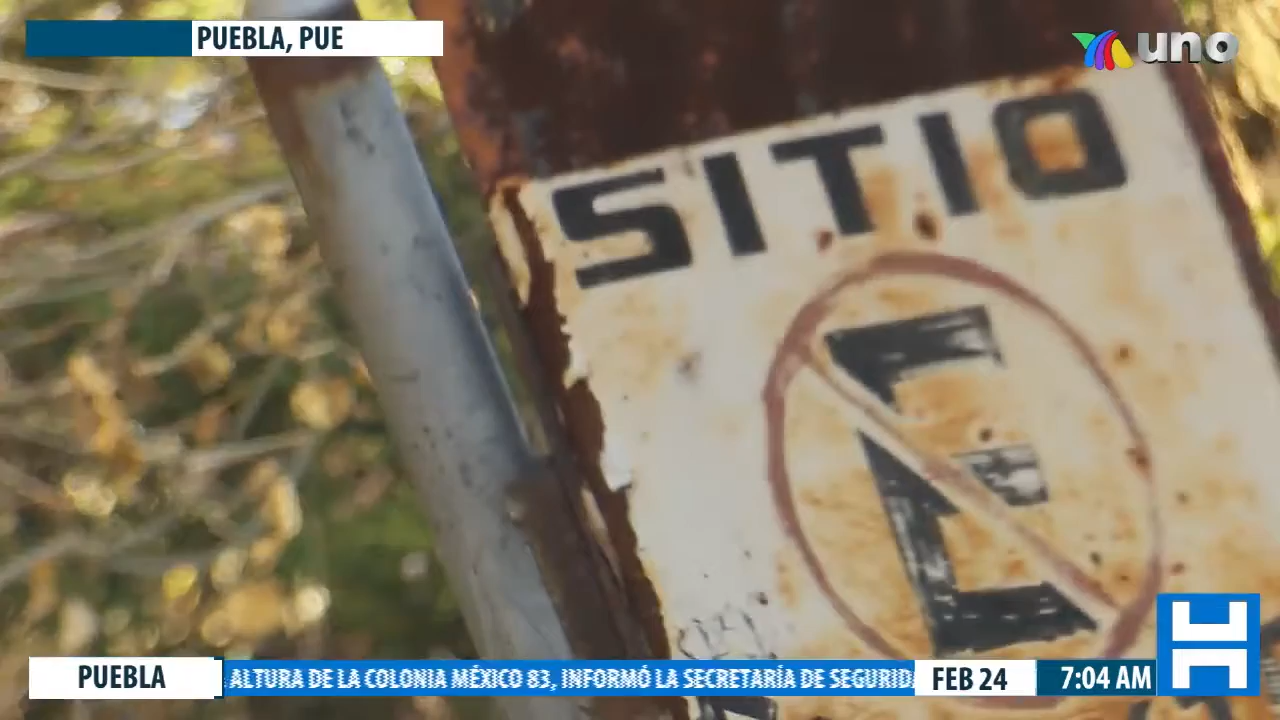 PUEBLA, PUE
uno
SITIO
E
PUEBLA
ALTURA DE LA COLONIA MÉXICO 83, INFORMÓ LA SECRETARÍA DE
FEB 24
7:04 AM
H